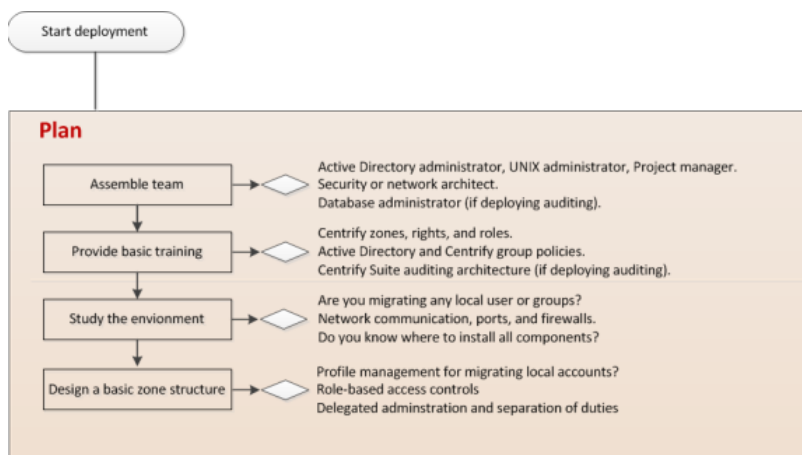 Start deployment
Plan
Assemble team
Active Directory administrator, UNIX administrator, Project manager.
Security or network architect.
Database administrator (if deploying auditing).
Provide basic training
Centrify zones, rights, and roles.
Active Directory and Centrify group policies.
Centrify Suite auditing architecture (if deploying auditing).
Study the envionment
Are you migrating any local user or groups?
Network communication, ports, and firewalls.
Do you know where to install all components?
Design a basic zone structure
Profile management for migrating local accounts?
Role-based access controls
Delegated adminstration and separation of duties